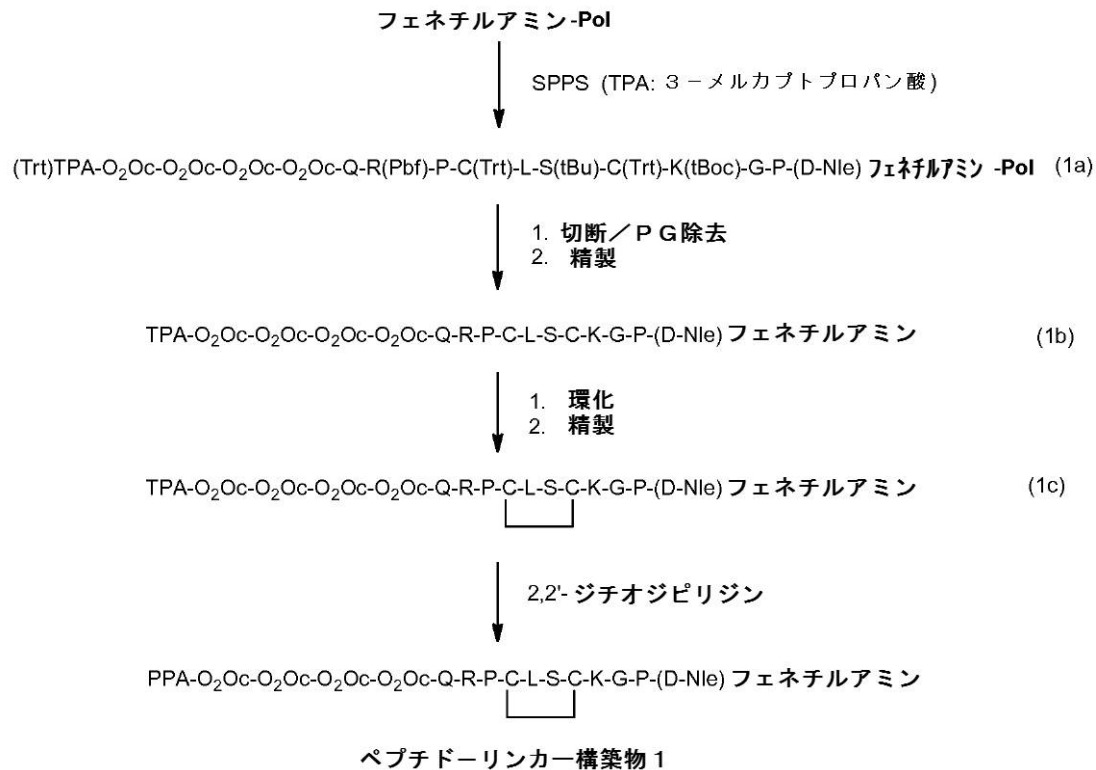 フェネチルアミン-Pol
SPPS (TPA: 3－メルカプトプロパン酸)
(Trt)TPA-O₂Oc-O₂Oc-O₂Oc-O₂Oc-Q-R(Pbf)-P-C(Trt)-L-S(tBu)-C(Trt)-K(tBoc)-G-P-(D-Nle) フェネチルアミン -Pol (1a)
1. 切断／ＰＧ除去
2. 精製
TPA-O₂Oc-O₂Oc-O₂Oc-O₂Oc-Q-R-P-C-L-S-C-K-G-P-(D-Nle) フェネチルアミン (1b)
1. 環化
2. 精製
TPA-O₂Oc-O₂Oc-O₂Oc-O₂Oc-Q-R-P-C-L-S-C-K-G-P-(D-Nle) フェネチルアミン (1c)
2,2'- ジチオジピリジン
PPA-O₂Oc-O₂Oc-O₂Oc-O₂Oc-Q-R-P-C-L-S-C-K-G-P-(D-Nle) フェネチルアミン
ペプチドーリンカー構築物 1